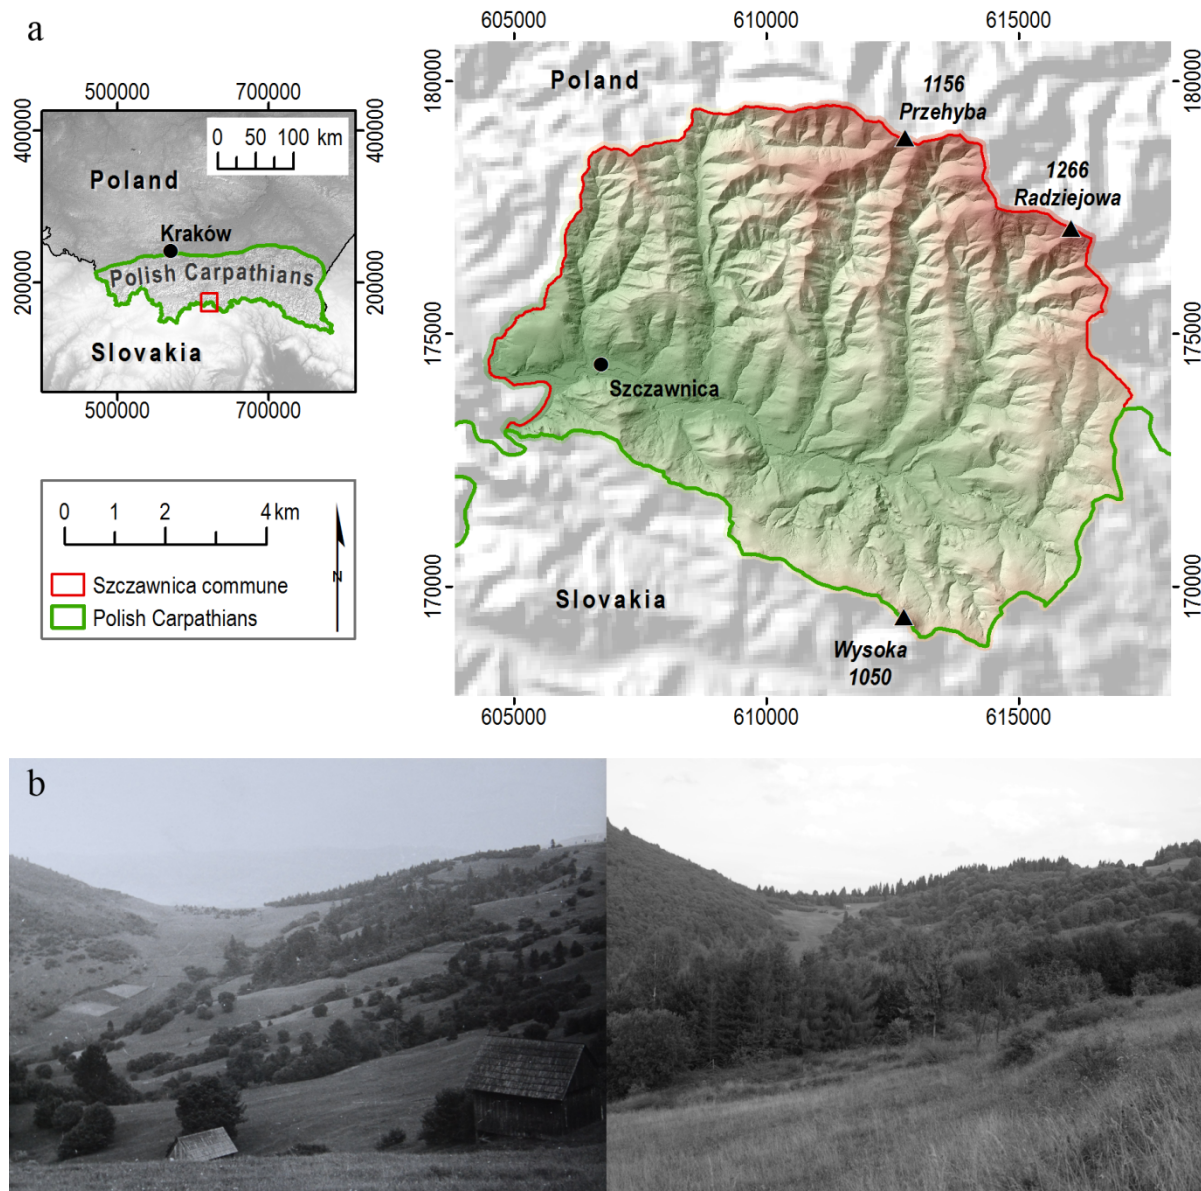 a
500000 700000
400000 400000
0 50 100 km
Poland
Kraków
Polish Carpathians
200000 200000
Slovakia
500000 700000
0 1 2 4 km
Szczawnica commune
Polish Carpathians
N
605000 610000 615000
180000 180000
Poland
1156
Przehyba
1266
Radziejowa
175000 175000
Szczawnica
170000 170000
Slovakia
Wysoka
1050
605000 610000 615000
b